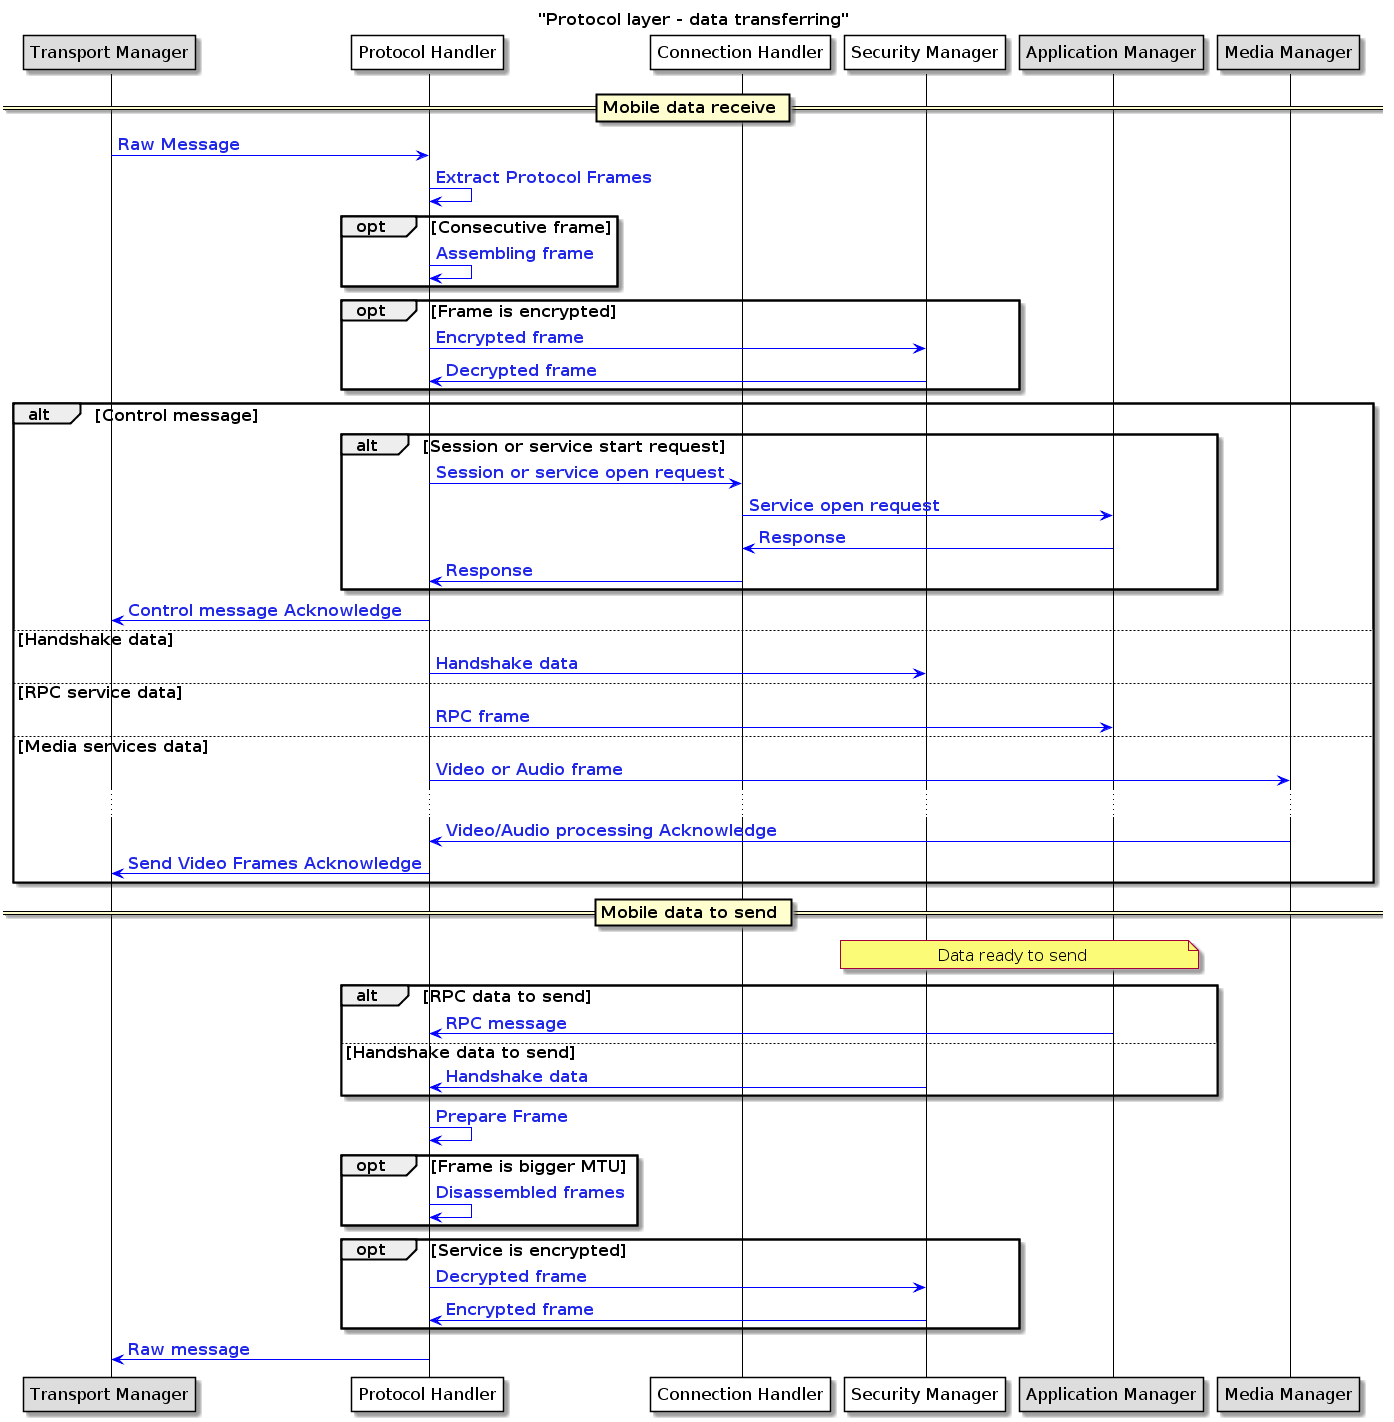 "Protocol layer - data transferring"
Transport Manager Protocol Handler Connection Handler Security Manager Application Manager Media Manager
Mobile data receive
Raw Message
Extract Protocol Frames
opt [Consecutive frame]
Assembling frame
opt [Frame is encrypted]
Encrypted frame
Decrypted frame
alt [Control message]
alt [Session or service start request]
Session or service open request
Service open request
Response
Response
Control message Acknowledge
[Handshake data]
Handshake data
[RPC service data]
RPC frame
[Media services data]
Video or Audio frame
Video/Audio processing Acknowledge
Send Video Frames Acknowledge
Mobile data to send
Data ready to send
alt [RPC data to send]
RPC message
[Handshake data to send]
Handshake data
Prepare Frame
opt [Frame is bigger MTU]
Disassembled frames
opt [Service is encrypted]
Decrypted frame
Encrypted frame
Raw message
Transport Manager Protocol Handler Connection Handler Security Manager Application Manager Media Manager